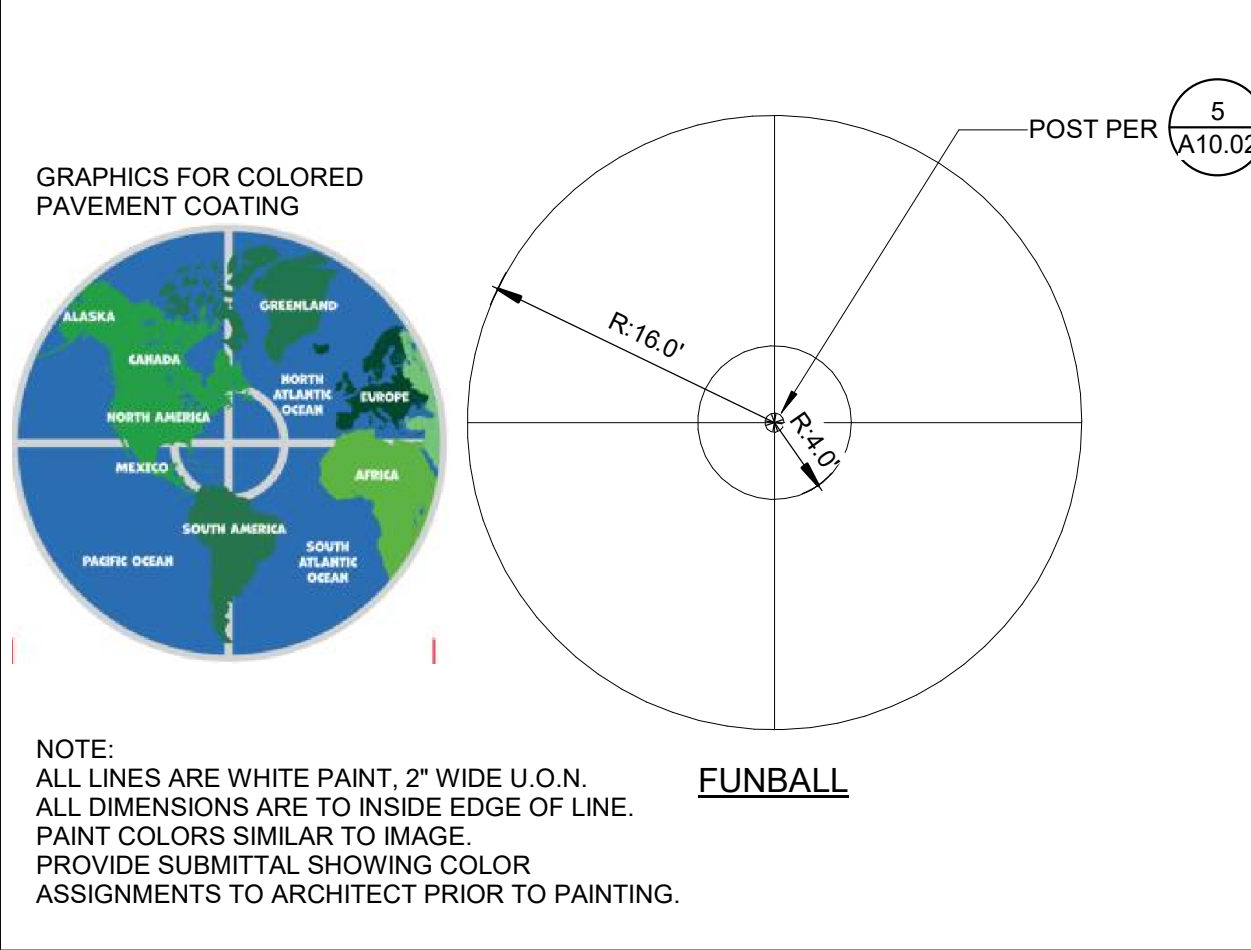 5
POST PER
A10.02
GRAPHICS FOR COLORED
PAVEMENT COATING
ALASKA
GREENLAND
CANADA
NORTH
ATLANTIC
OCEAN
EUROPE
NORTH AMERICA
MEXICO
AFRICA
SOUTH AMERICA
PACIFIC OCEAN
SOUTH
ATLANTIC
OCEAN
R:16.0'
R:4.0'
FUNBALL
NOTE:
ALL LINES ARE WHITE PAINT, 2" WIDE U.O.N.
ALL DIMENSIONS ARE TO INSIDE EDGE OF LINE.
PAINT COLORS SIMILAR TO IMAGE.
PROVIDE SUBMITTAL SHOWING COLOR
ASSIGNMENTS TO ARCHITECT PRIOR TO PAINTING.